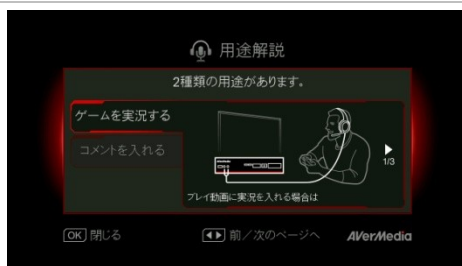 用途解説
2種類の用途があります。
ゲームを実況する
コメントを入れる
1/3
プレイ動画に実況を入れる場合は
OK 閉じる
前/次のページへ
AVerMedia